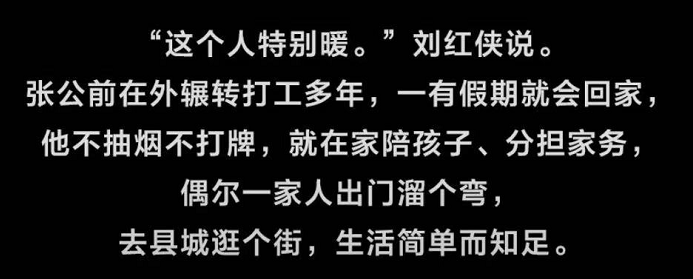 “这个人特别暖。”刘红侠说。
张公前在外辗转打工多年，一有假期就会回家，
他不抽烟不打牌，就在家陪孩子、分担家务，
偶尔一家人出门溜个弯，
去县城逛个街，生活简单而知足。